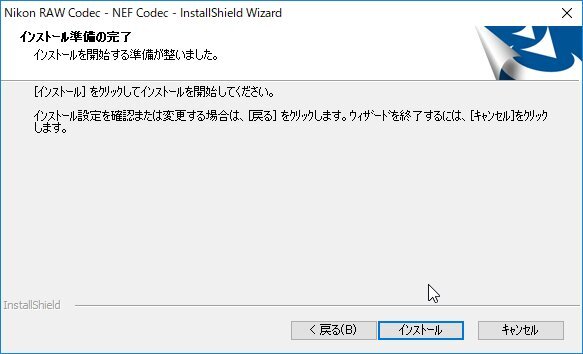 Nikon RAW Codec - NEF Codec - InstallShield Wizard
インストール準備の完了
インストールを開始する準備が整いました。
[インストール] をクリックしてインストールを開始してください。
インストール設定を確認または変更する場合は、[戻る] をクリックします。ウィザードを終了するには、[キャンセル]をクリック
します。
InstallShield
< 戻る(B)
インストール
キャンセル